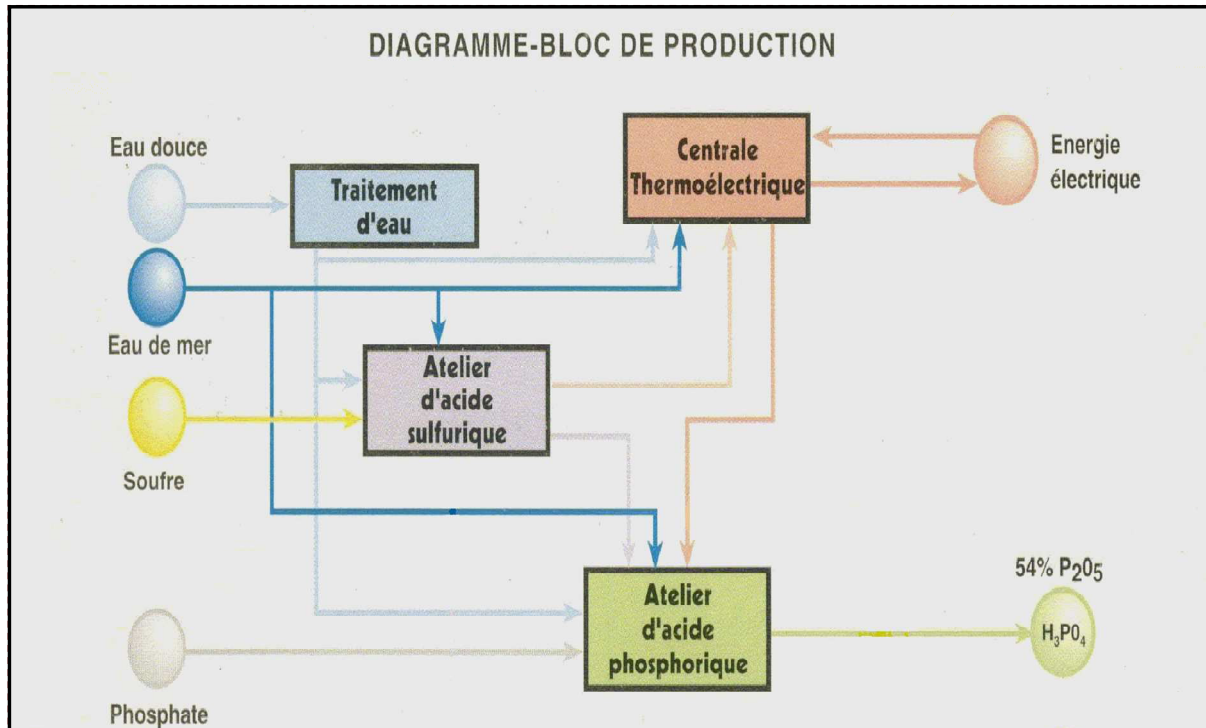 DIAGRAMME-BLOC DE PRODUCTION
Eau douce
Traitement
d'eau
Centrale
Thermoélectrique
Energie
électrique
Eau de mer
Atelier
d'acide
sulfurique
Soufre
Atelier
d'acide
phosphorique
54% P2O5
H3PO4
Phosphate